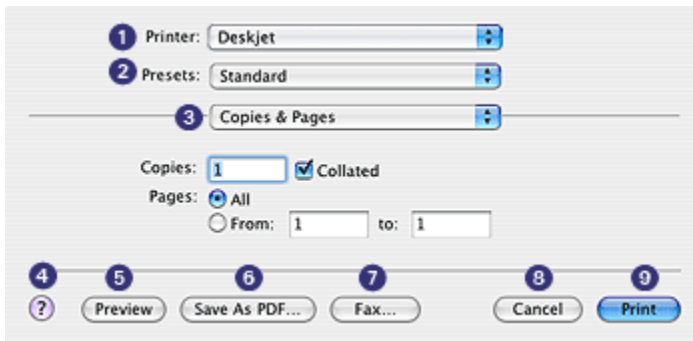 1 Printer: Deskjet
2 Presets: Standard
3 Copies & Pages
Copies: 1 Collated
Pages: All
From: 1 to: 1
4 5 6 7 8 9
? Preview Save As PDF... Fax... Cancel Print